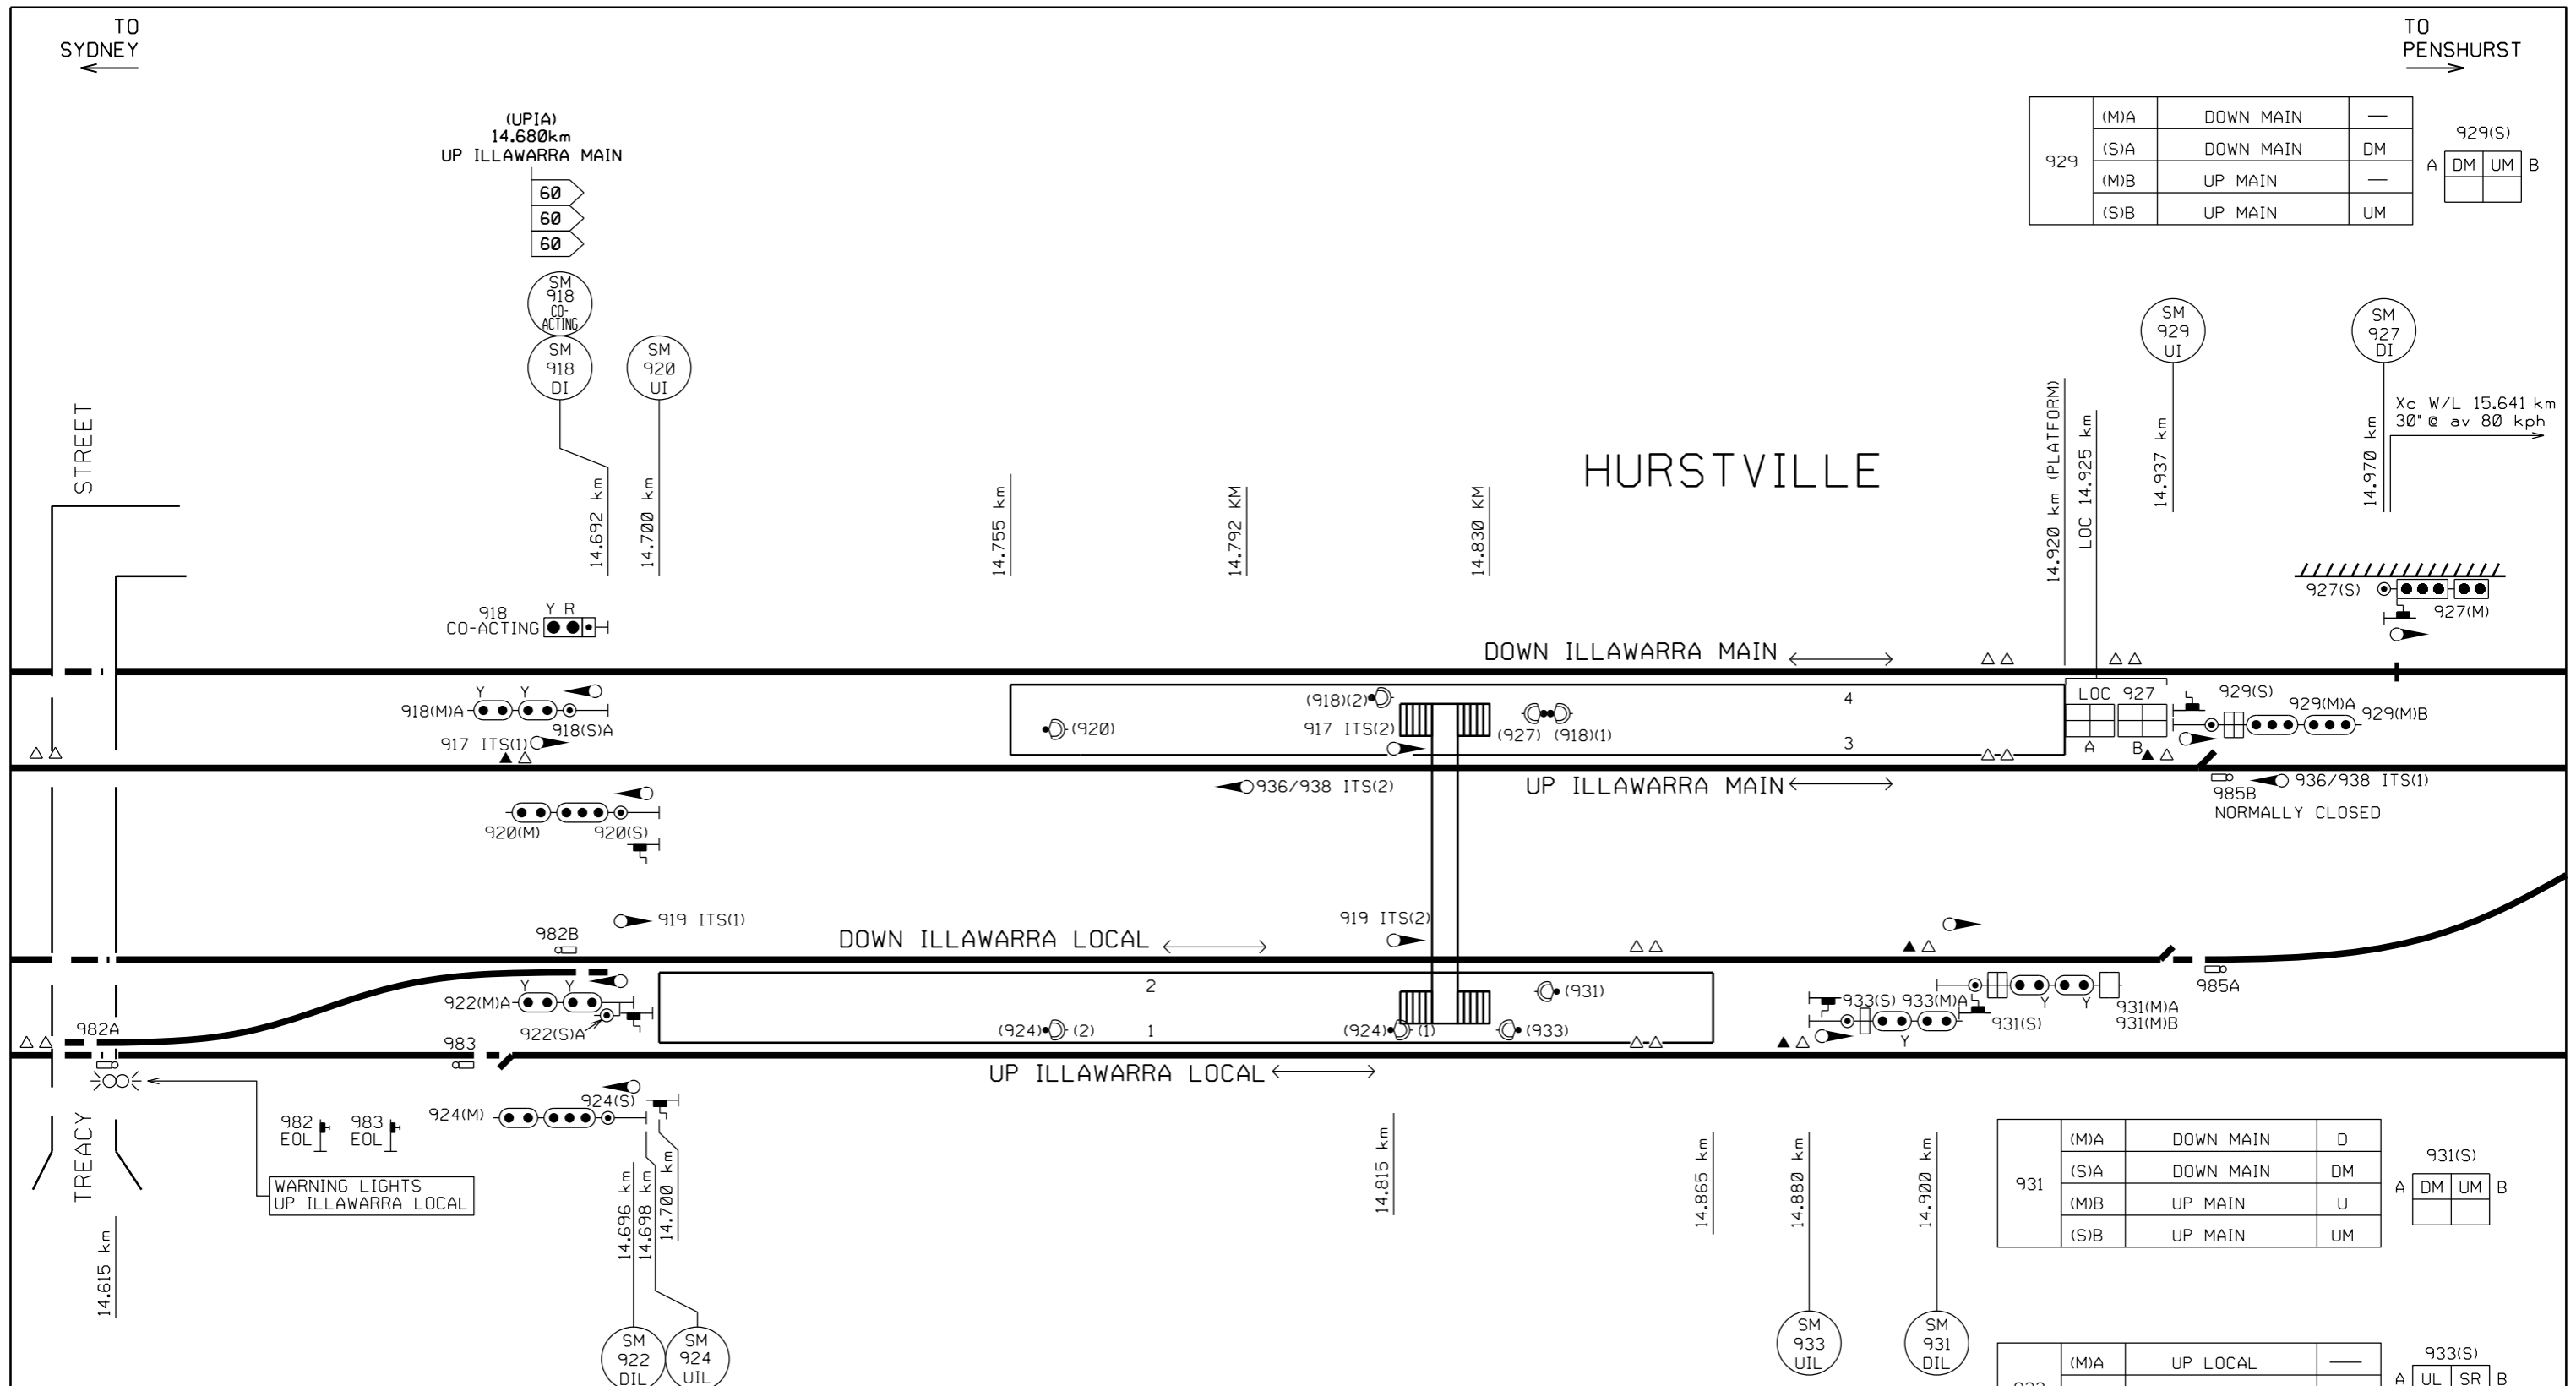 TO
SYDNEY
TO
PENSHURST
(UPIA)
14.680km
UP ILLAWARRA MAIN
60
60
60
SM
918
CO-
ACTING
SM
918
DI
SM
920
UI
929
(M)A DOWN MAIN —
(S)A DOWN MAIN DM
(M)B UP MAIN —
(S)B UP MAIN UM
929(S)
A DM UM B
SM
929
UI
SM
927
DI
STREET
14.692 km
14.700 km
14.755 km
14.792 KM
14.830 KM
HURSTVILLE
14.920 km (PLATFORM)
LOC 14.925 km
14.937 km
14.970 km
Xc W/L 15.641 km
30" @ av 80 kph
918
CO-ACTING
Y R
927(S)
927(M)
DOWN ILLAWARRA MAIN
Y Y
918(M)A
918(S)A
917 ITS(1)
(920)
(918)(2)
917 ITS(2)
(927) (918)(1)
4
3
LOC 927
A B
929(S)
929(M)A
929(M)B
936/938 ITS(2)
UP ILLAWARRA MAIN
936/938 ITS(1)
985B
NORMALLY CLOSED
920(M) 920(S)
919 ITS(1)
919 ITS(2)
982B
DOWN ILLAWARRA LOCAL
922(M)A
Y Y
922(S)A
2
1
(931)
(924) (2)
(924) (1)
(933)
933(S) 933(M)A
Y
931(S)
Y Y
931(M)A
931(M)B
985A
982A
983
UP ILLAWARRA LOCAL
924(M)
924(S)
982
EOL
983
EOL
TREACY
WARNING LIGHTS
UP ILLAWARRA LOCAL
14.615 km
14.696 km
14.698 km
14.700 km
14.815 km
14.865 km
14.880 km
14.900 km
931
(M)A DOWN MAIN D
(S)A DOWN MAIN DM
(M)B UP MAIN U
(S)B UP MAIN UM
931(S)
A DM UM B
SM
922
DIL
SM
924
UIL
SM
933
UIL
SM
931
DIL
(M)A UP LOCAL —
933(S)
A UL SR B